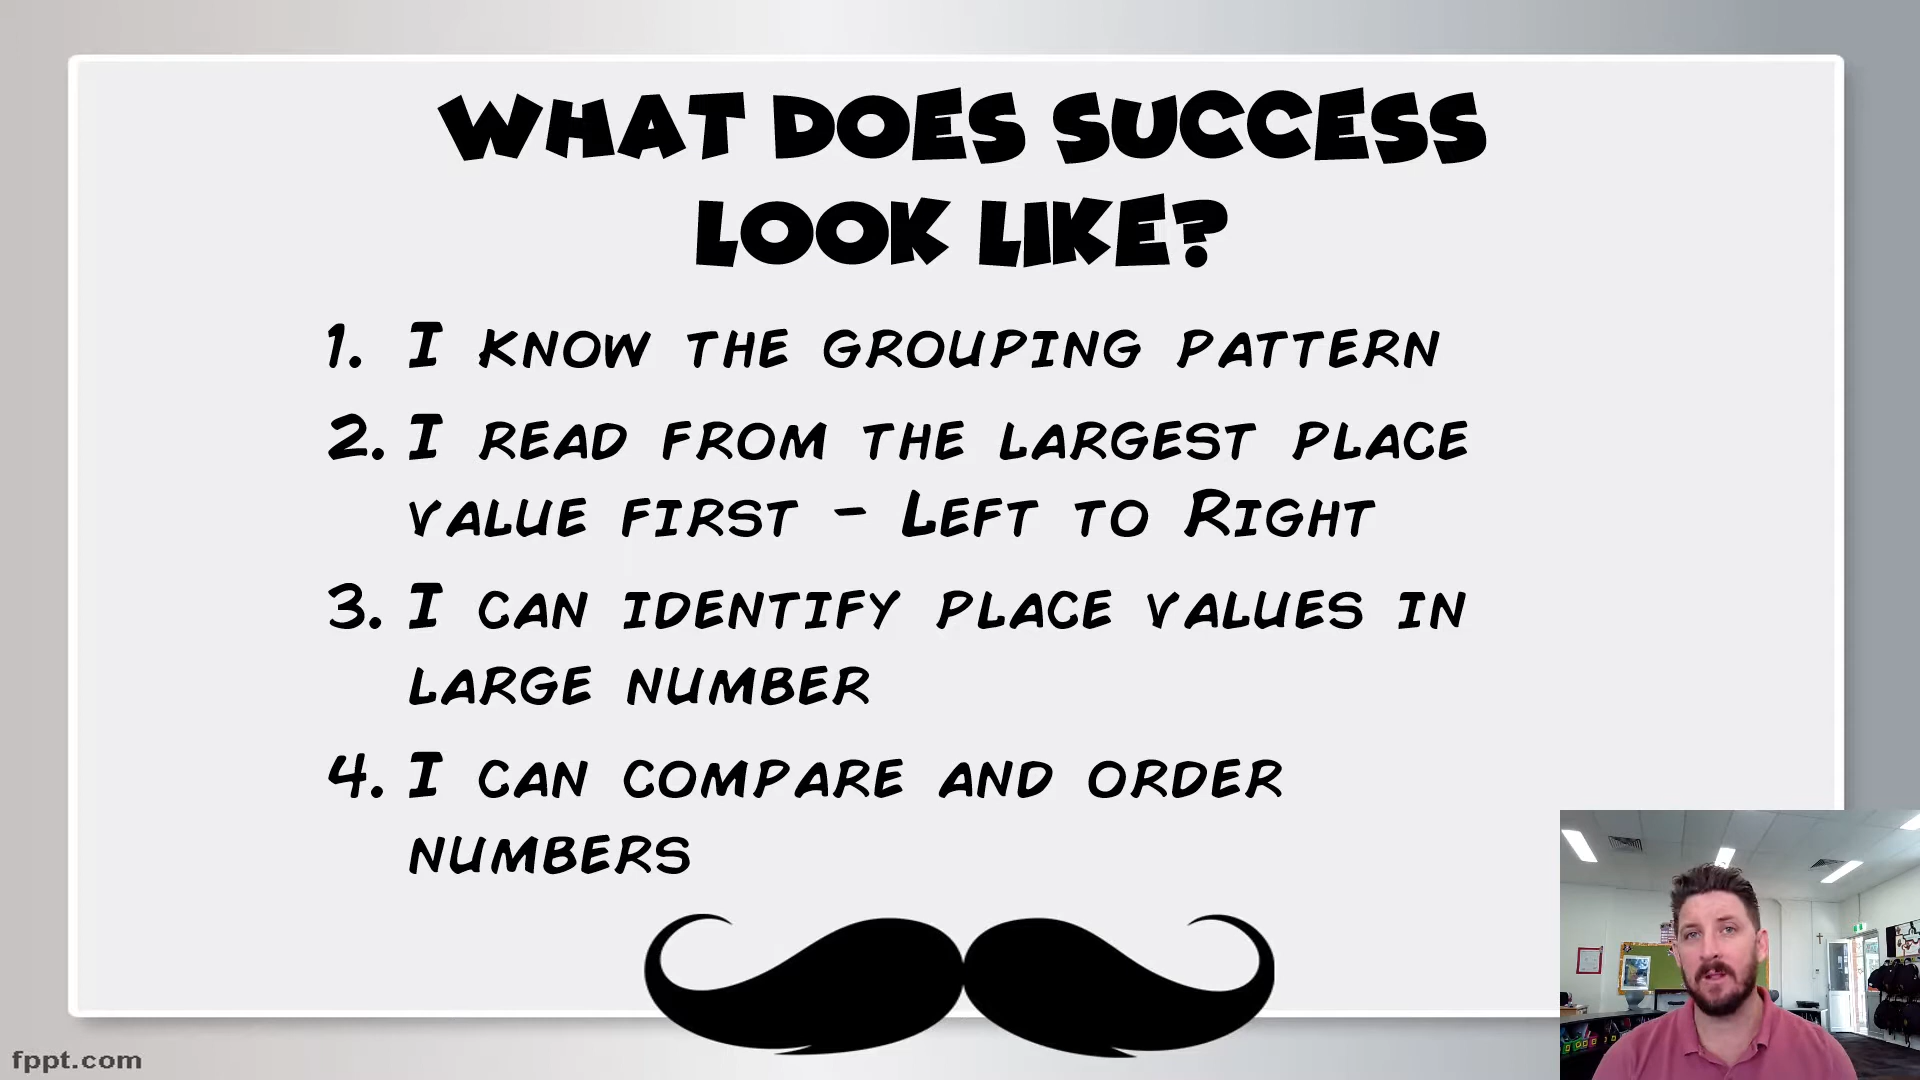 WHAT DOES SUCCESS
LOOK LIKE?
1. I KNOW THE GROUPING PATTERN
2. I READ FROM THE LARGEST PLACE
VALUE FIRST - LEFT TO RIGHT
3. I CAN IDENTIFY PLACE VALUES IN
LARGE NUMBER
4. I CAN COMPARE AND ORDER
NUMBERS
fppt.com